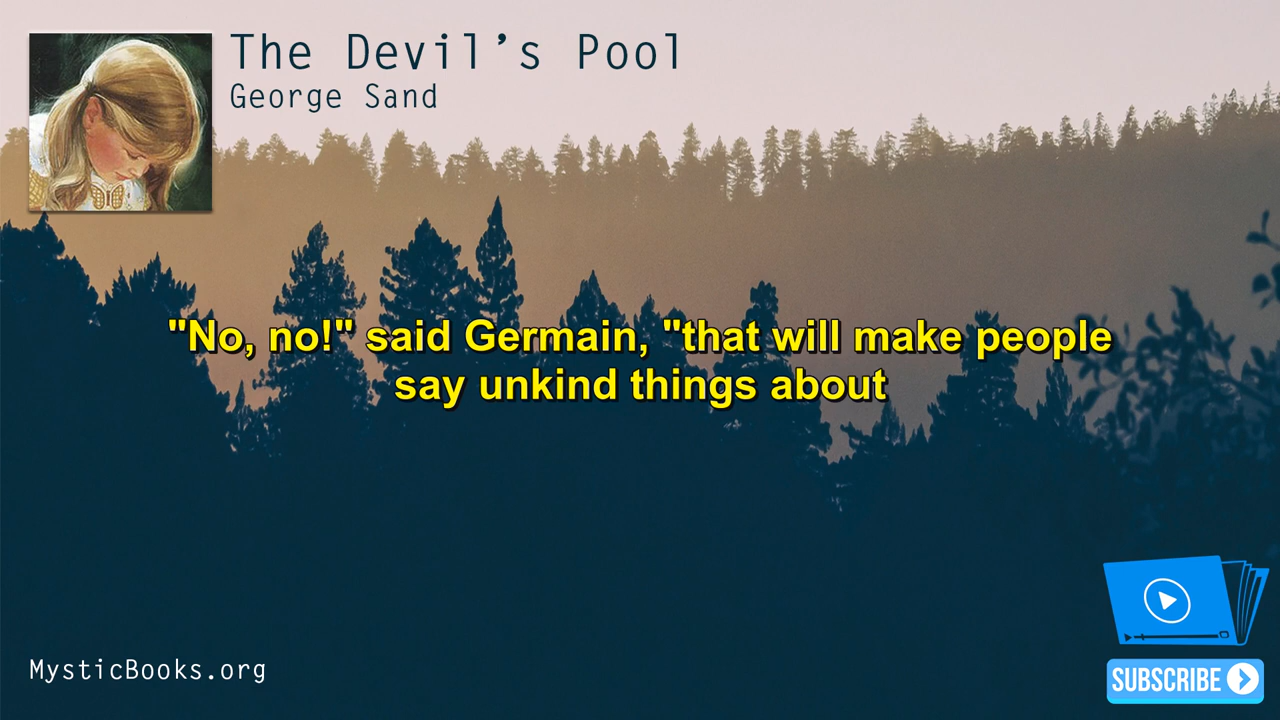 The Devil’s Pool
George Sand
"No, no!" said Germain, "that will make people
say unkind things about
MysticBooks.org
SUBSCRIBE